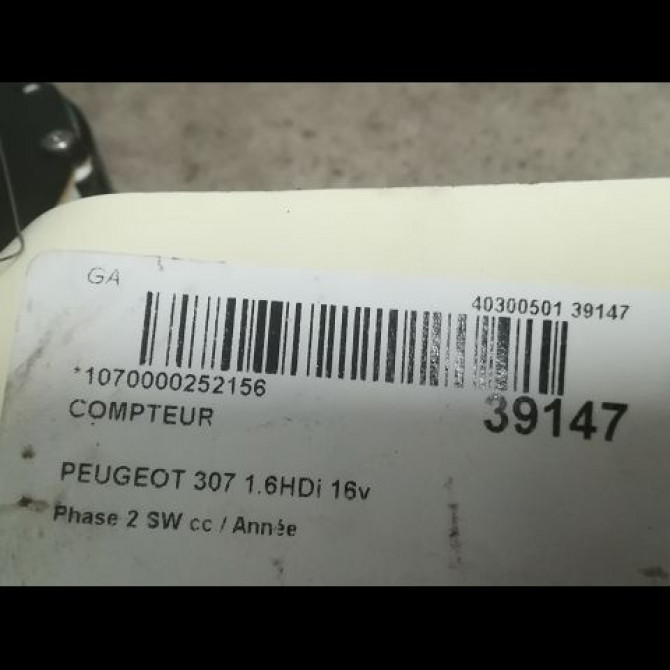 GA
40300501 39147
*1070000252156
39147
COMPTEUR
PEUGEOT 307 1.6HDi 16v
Phase 2 SW cc / Année